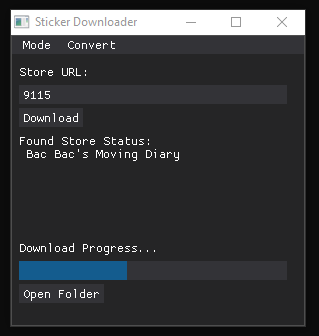 Sticker Downloader
Mode Convert
Store URL:
9115
Download
Found Store Status:
Bac Bac's Moving Diary
Download Progress...
Open Folder